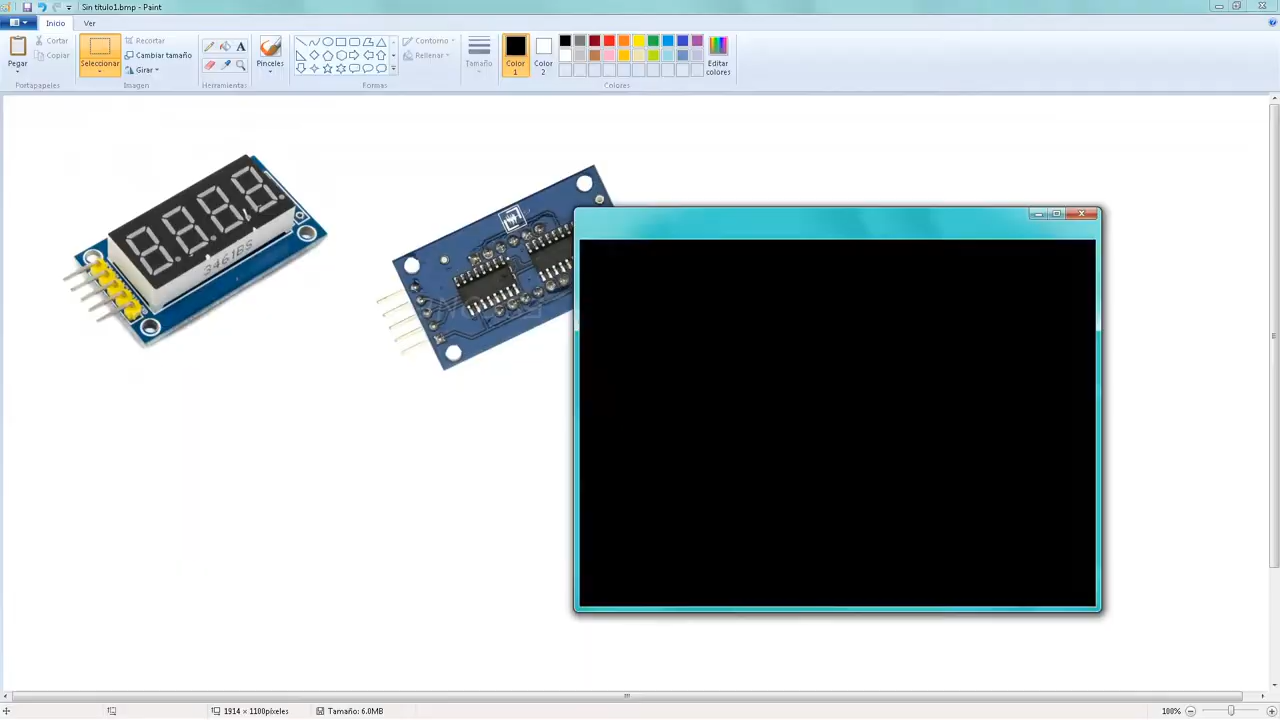 Sin título1.bmp - Paint
Inicio
Ver
Pegar
Cortar
Copiar
Portapapeles
Seleccionar
Recortar
Cambiar tamaño
Girar
Imagen
A
Herramientas
Pinceles
Contorno
Rellenar
Formas
Tamaño
Color
1
Color
2
Editar
colores
Colores
3461BS
1914 × 1100píxeles
Tamaño: 6.0MB
100%